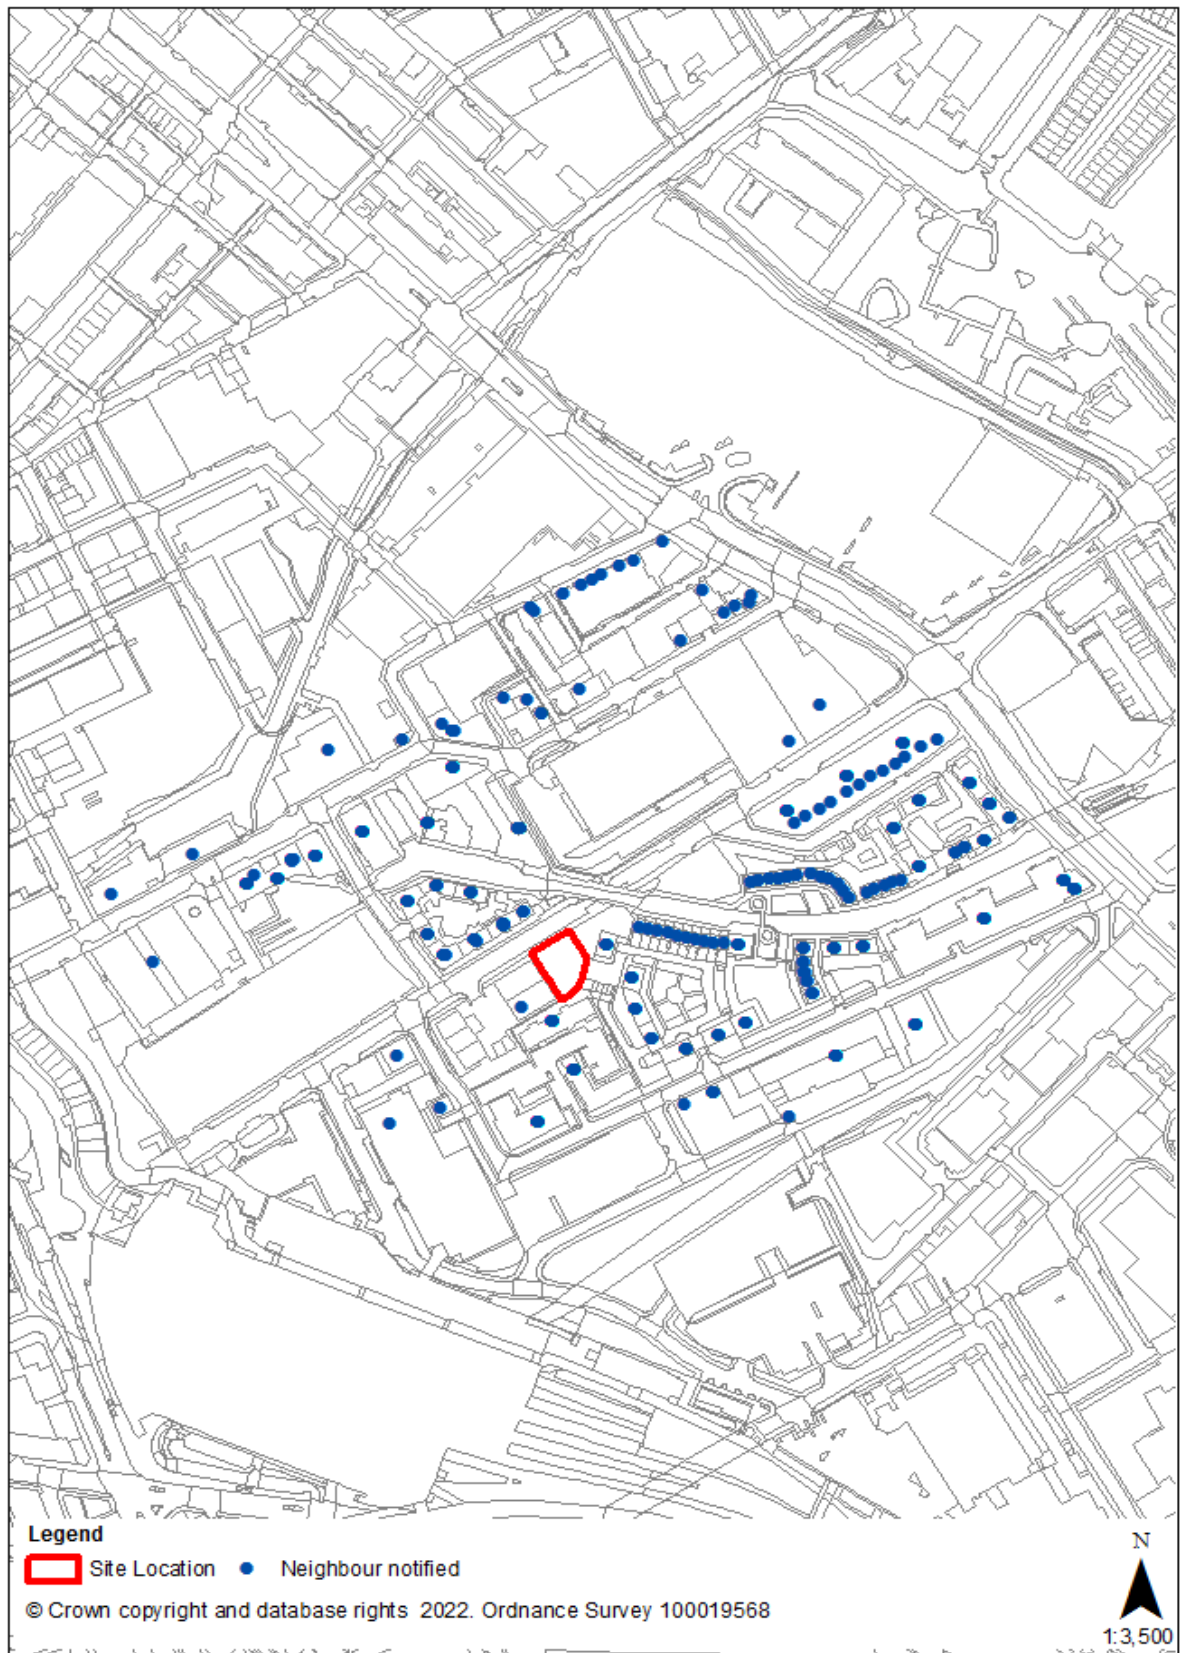 Legend
Site Location
Neighbour notified
© Crown copyright and database rights 2022. Ordnance Survey 100019568
N
1:3,500